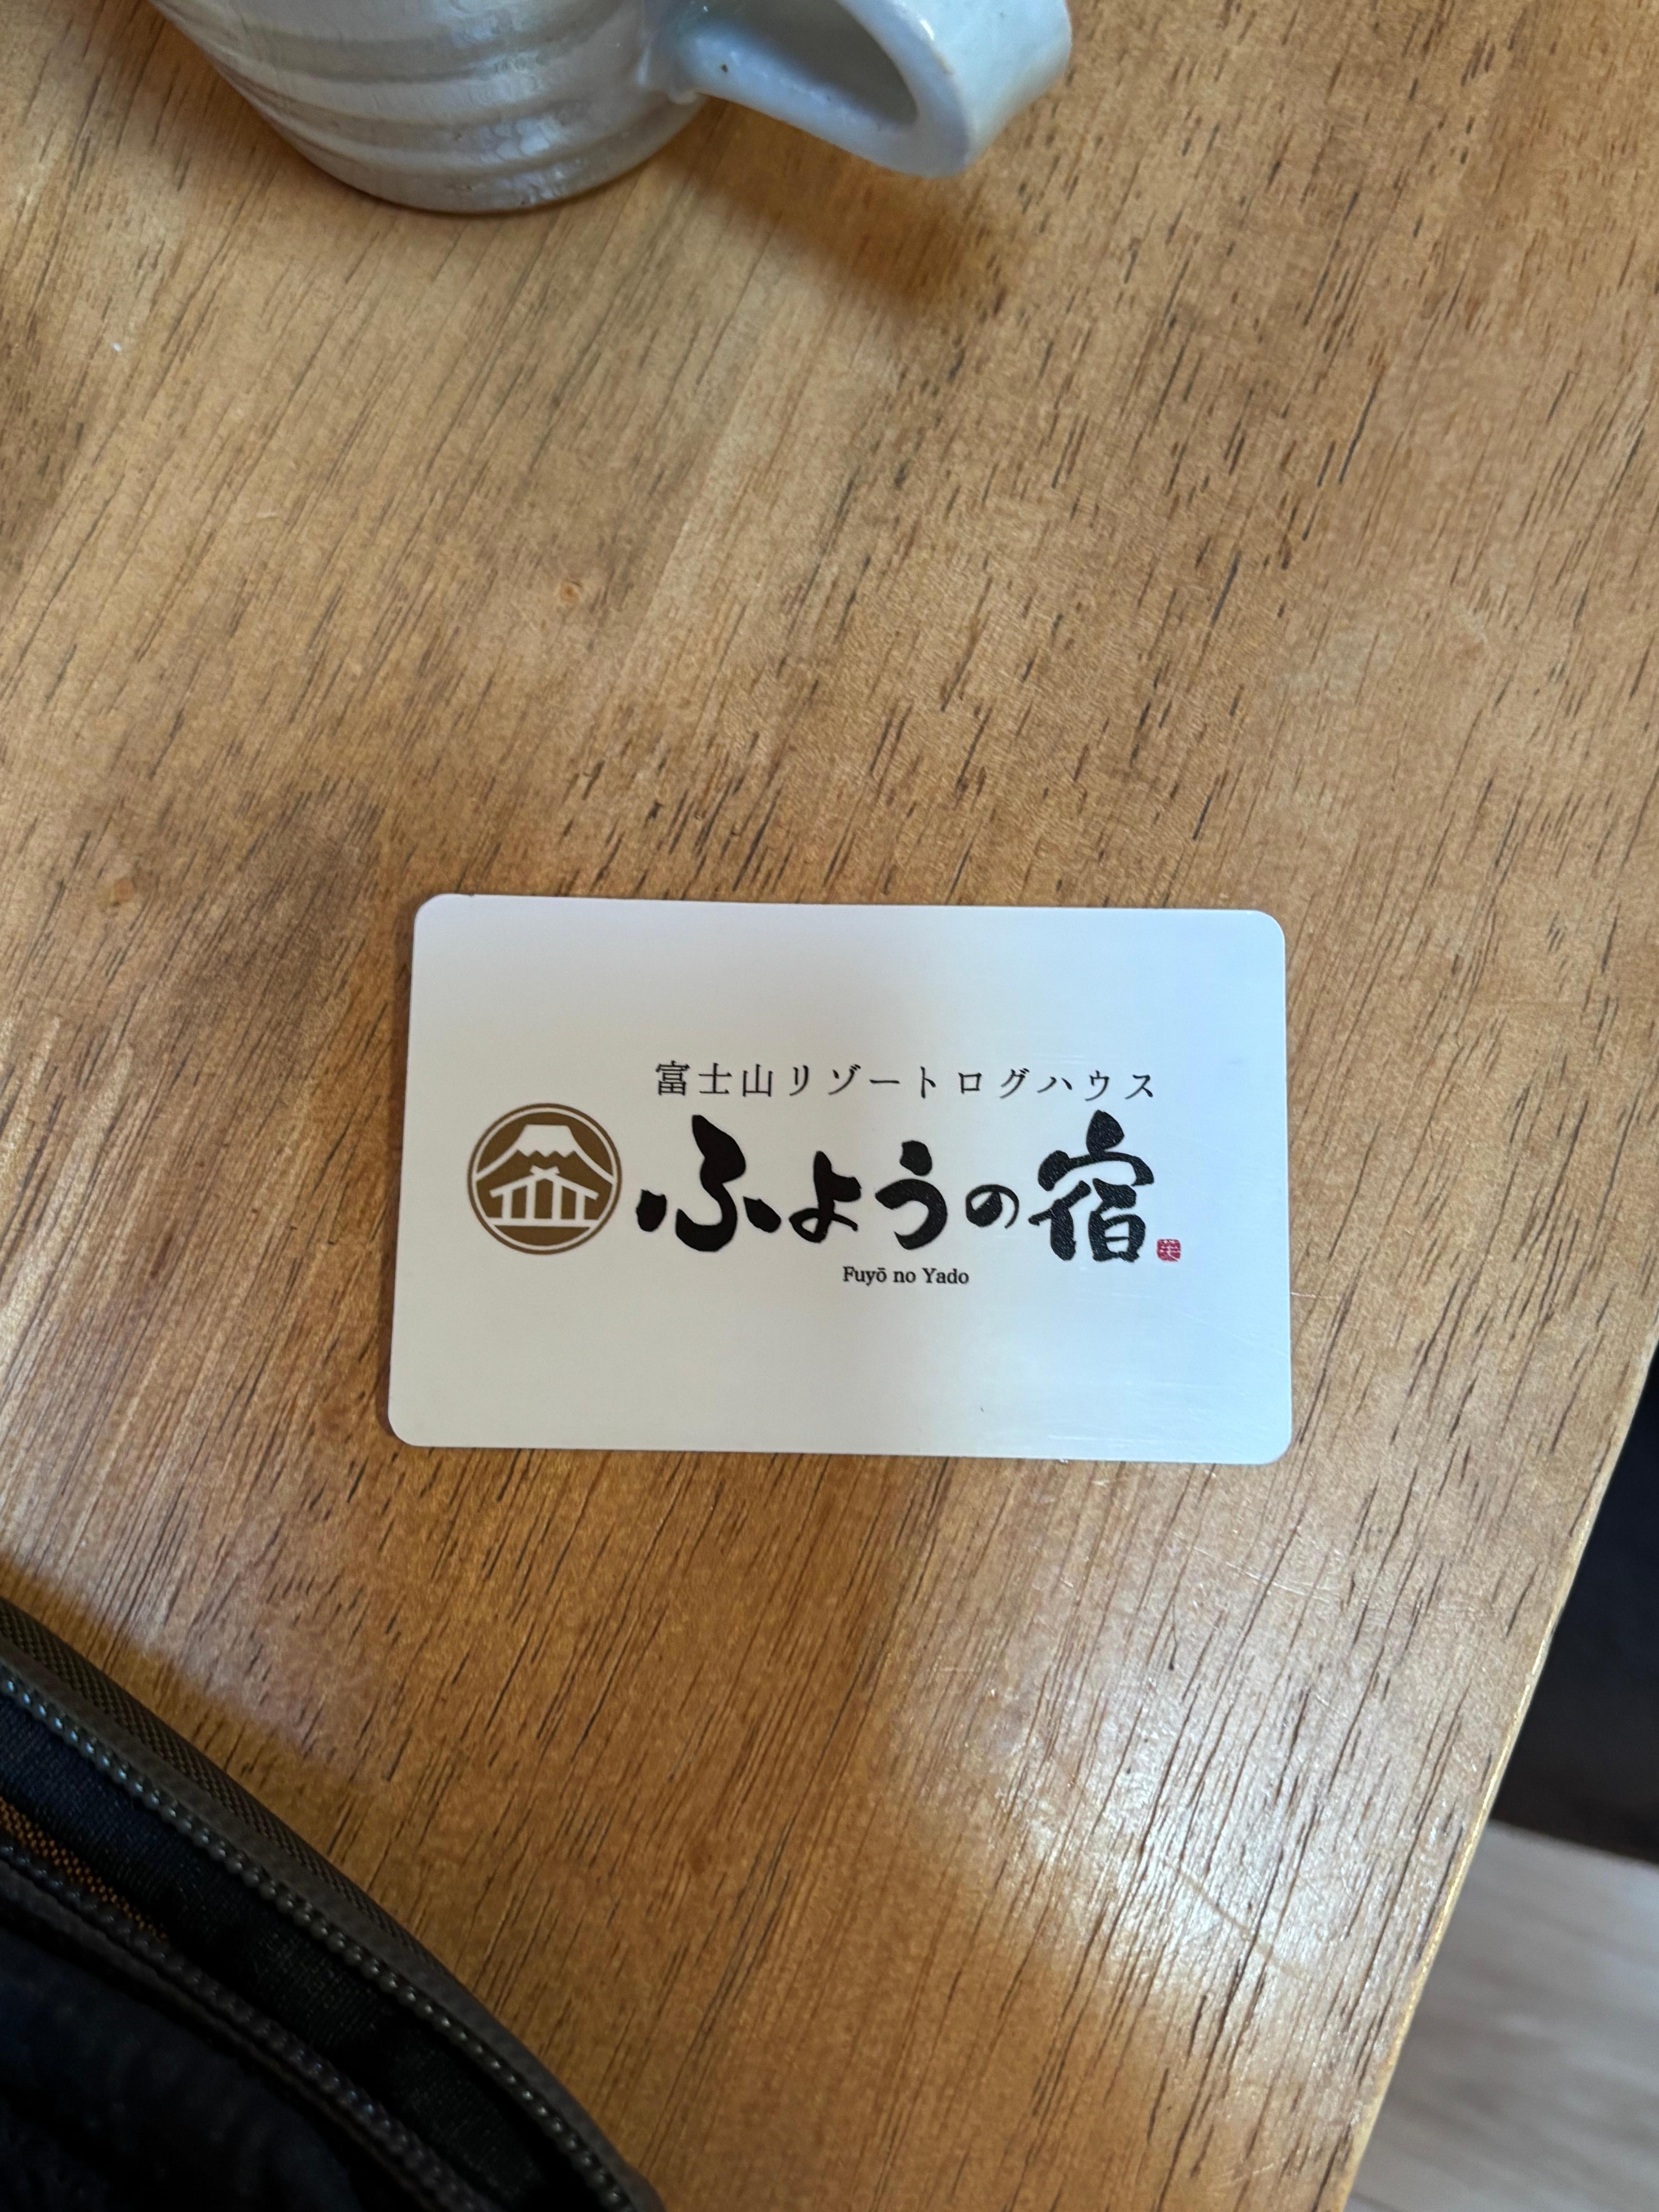 富士山リゾートログハウス
ふようの宿
Fuyō no Yado